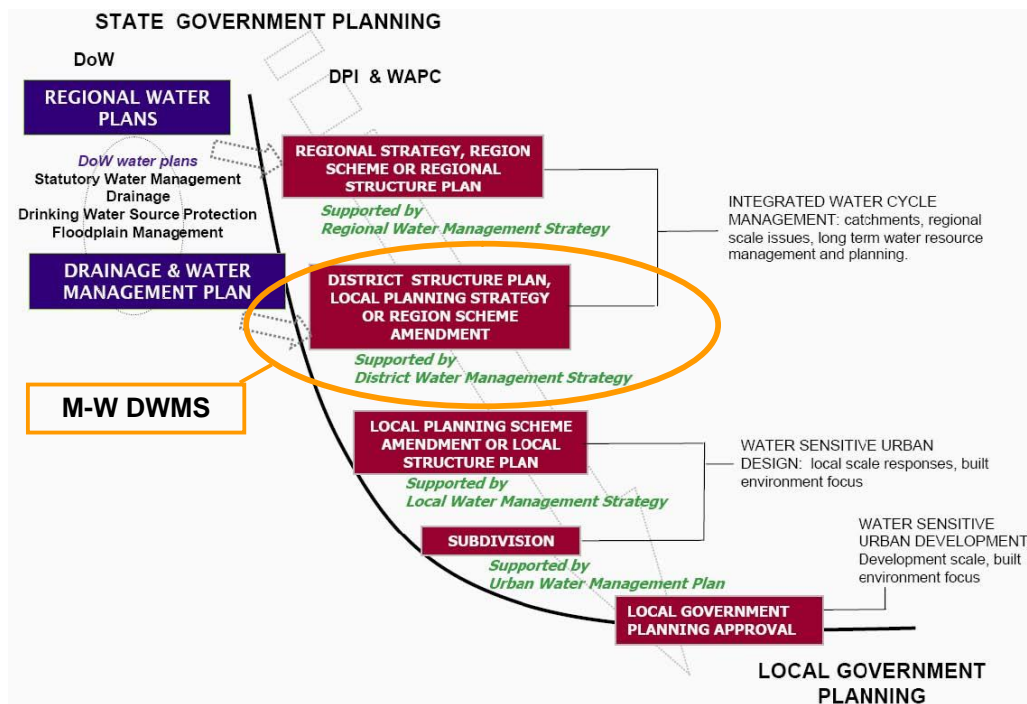 STATE GOVERNMENT PLANNING
DoW
DPI & WAPC
REGIONAL WATER
PLANS
DoW water plans
Statutory Water Management
Drainage
Drinking Water Source Protection
Floodplain Management
DRAINAGE & WATER
MANAGEMENT PLAN
REGIONAL STRATEGY, REGION
SCHEME OR REGIONAL
STRUCTURE PLAN
Supported by
Regional Water Management Strategy
INTEGRATED WATER CYCLE
MANAGEMENT: catchments, regional
scale issues, long term water resource
management and planning.
DISTRICT STRUCTURE PLAN,
LOCAL PLANNING STRATEGY
OR REGION SCHEME
AMENDMENT
Supported by
District Water Management Strategy
M-W DWMS
LOCAL PLANNING SCHEME
AMENDMENT OR LOCAL
STRUCTURE PLAN
Supported by
Local Water Management Strategy
WATER SENSITIVE URBAN
DESIGN: local scale responses, built
environment focus
SUBDIVISION
Supported by
Urban Water Management Plan
WATER SENSITIVE
URBAN DEVELOPMENT
Development scale, built
environment focus
LOCAL GOVERNMENT
PLANNING APPROVAL
LOCAL GOVERNMENT
PLANNING